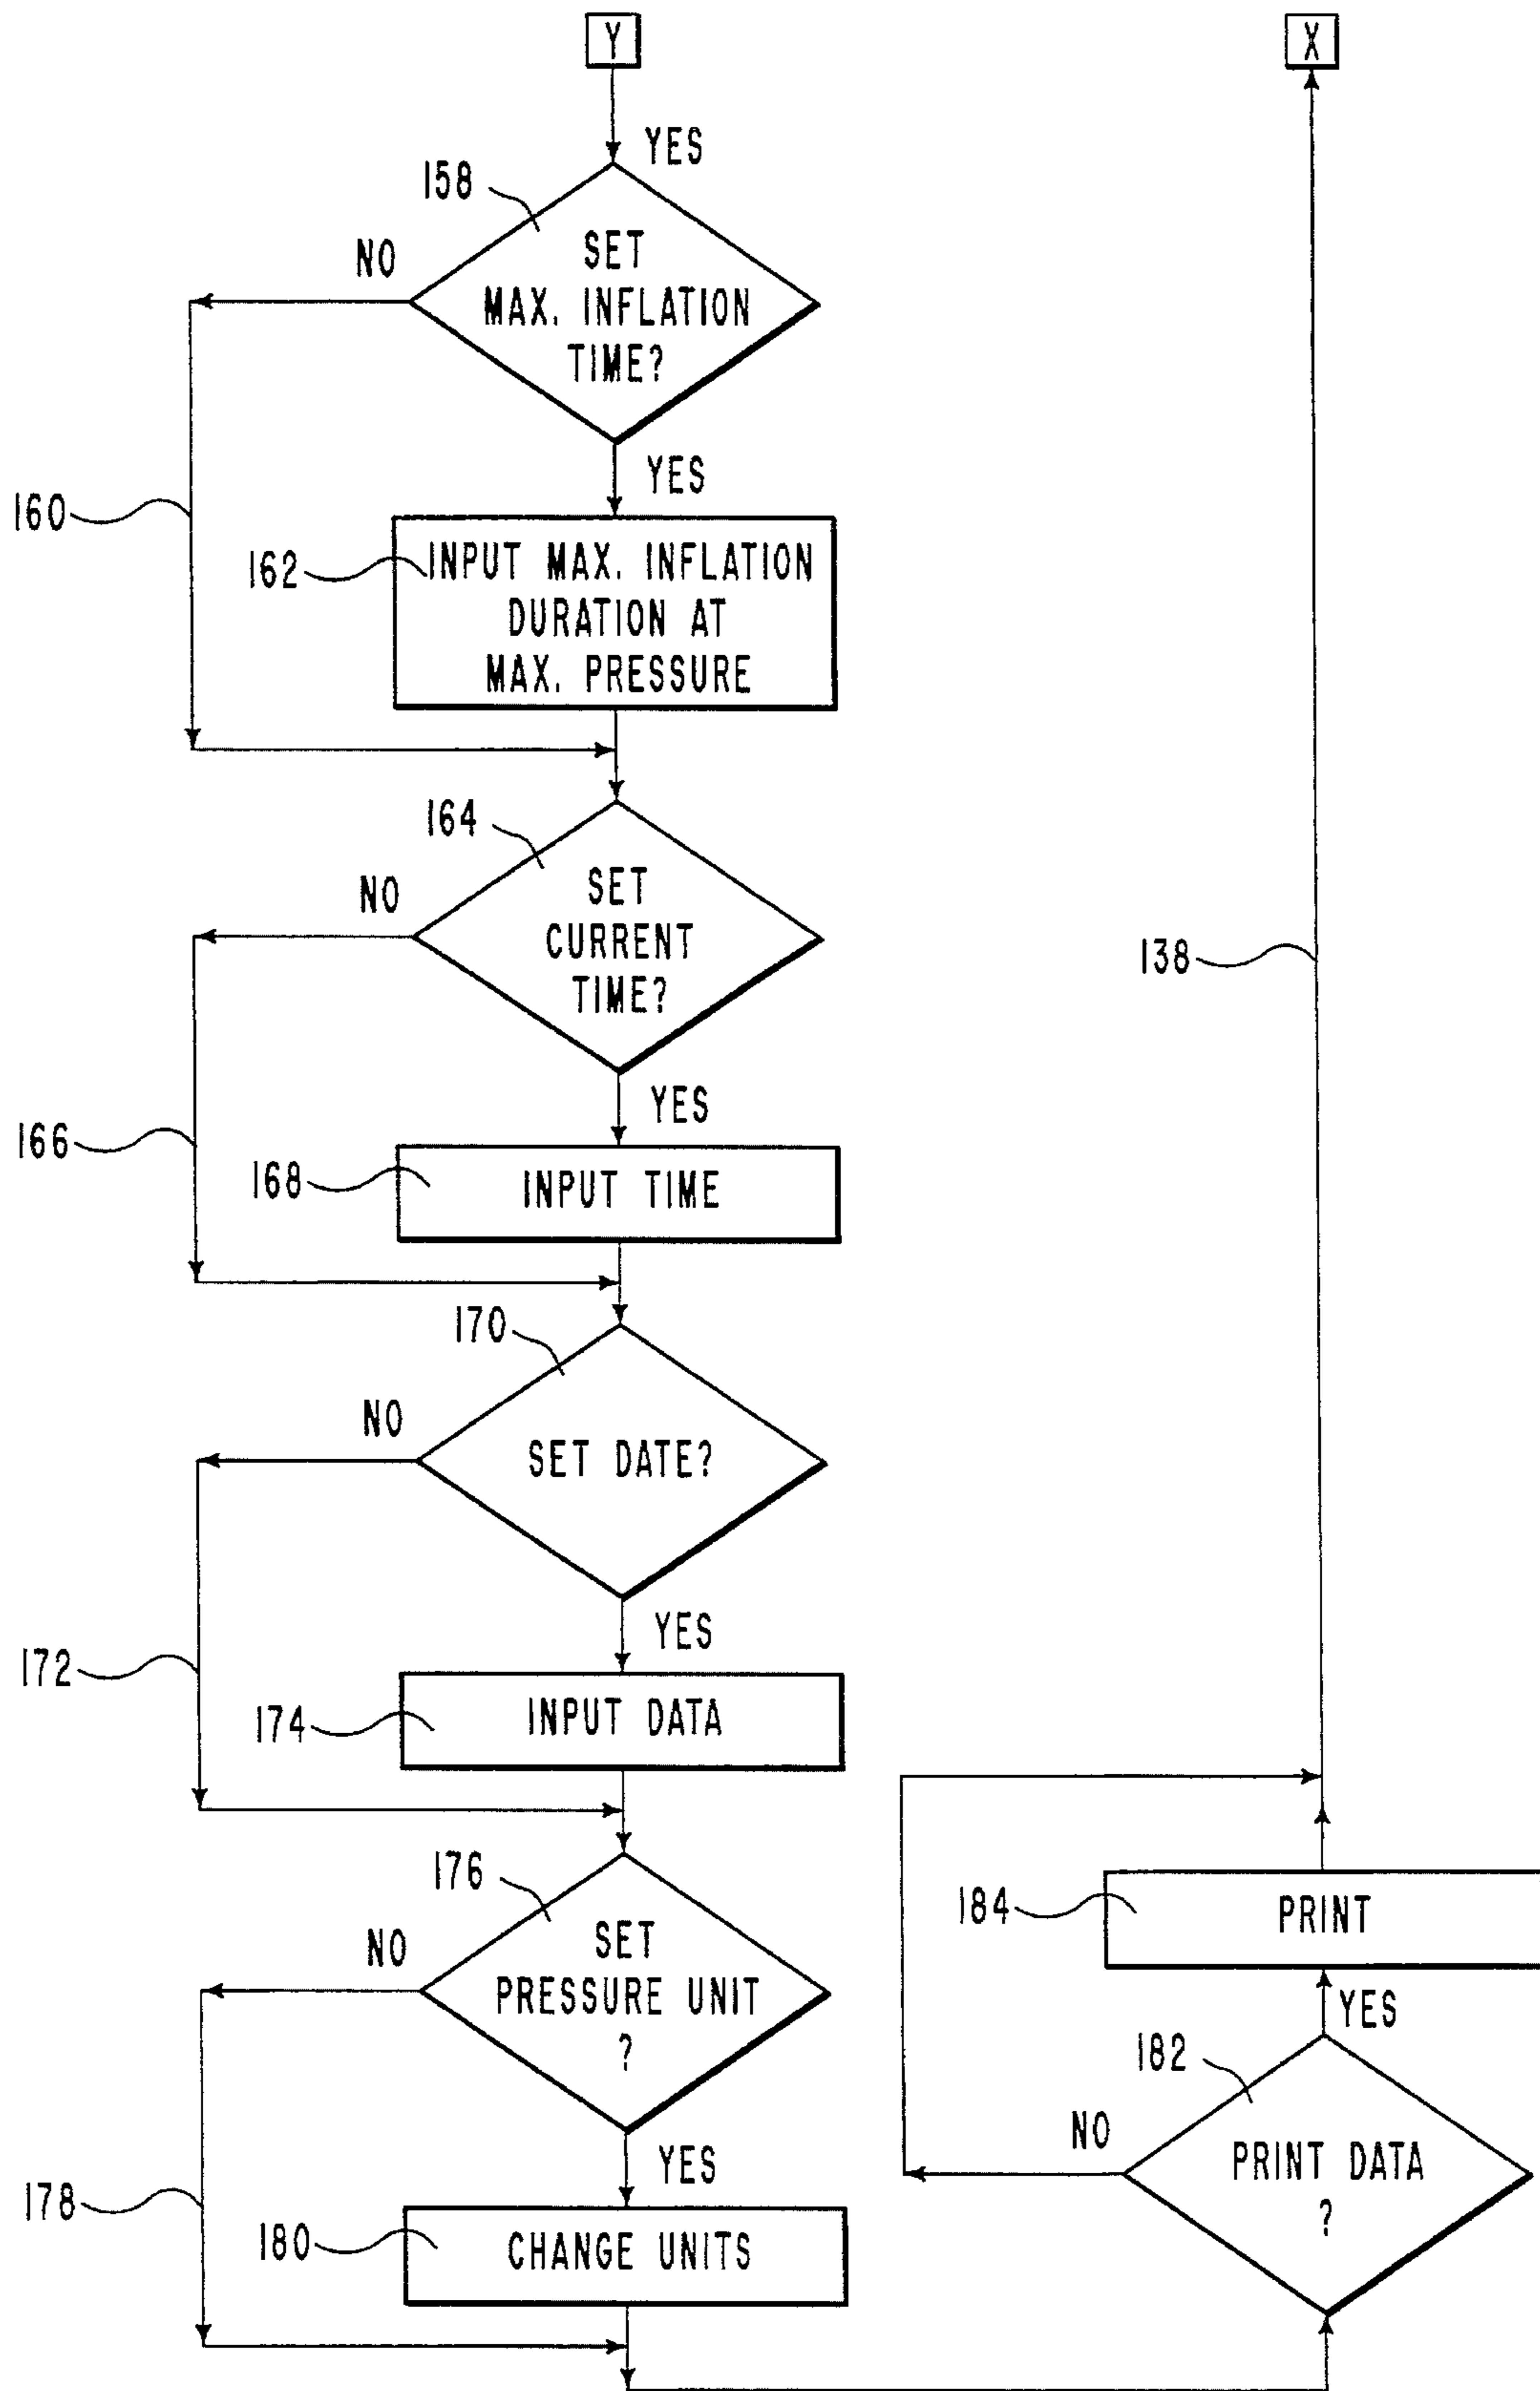 Y
X
YES
158
NO
SET
MAX. INFLATION
TIME?
YES
160
162
INPUT MAX. INFLATION
DURATION AT
MAX. PRESSURE
164
NO
SET
CURRENT
TIME?
138
YES
166
168
INPUT TIME
170
NO
SET DATE?
YES
172
174
INPUT DATA
176
NO
SET
PRESSURE UNIT
?
YES
178
180
CHANGE UNITS
184
PRINT
YES
182
NO
PRINT DATA
?